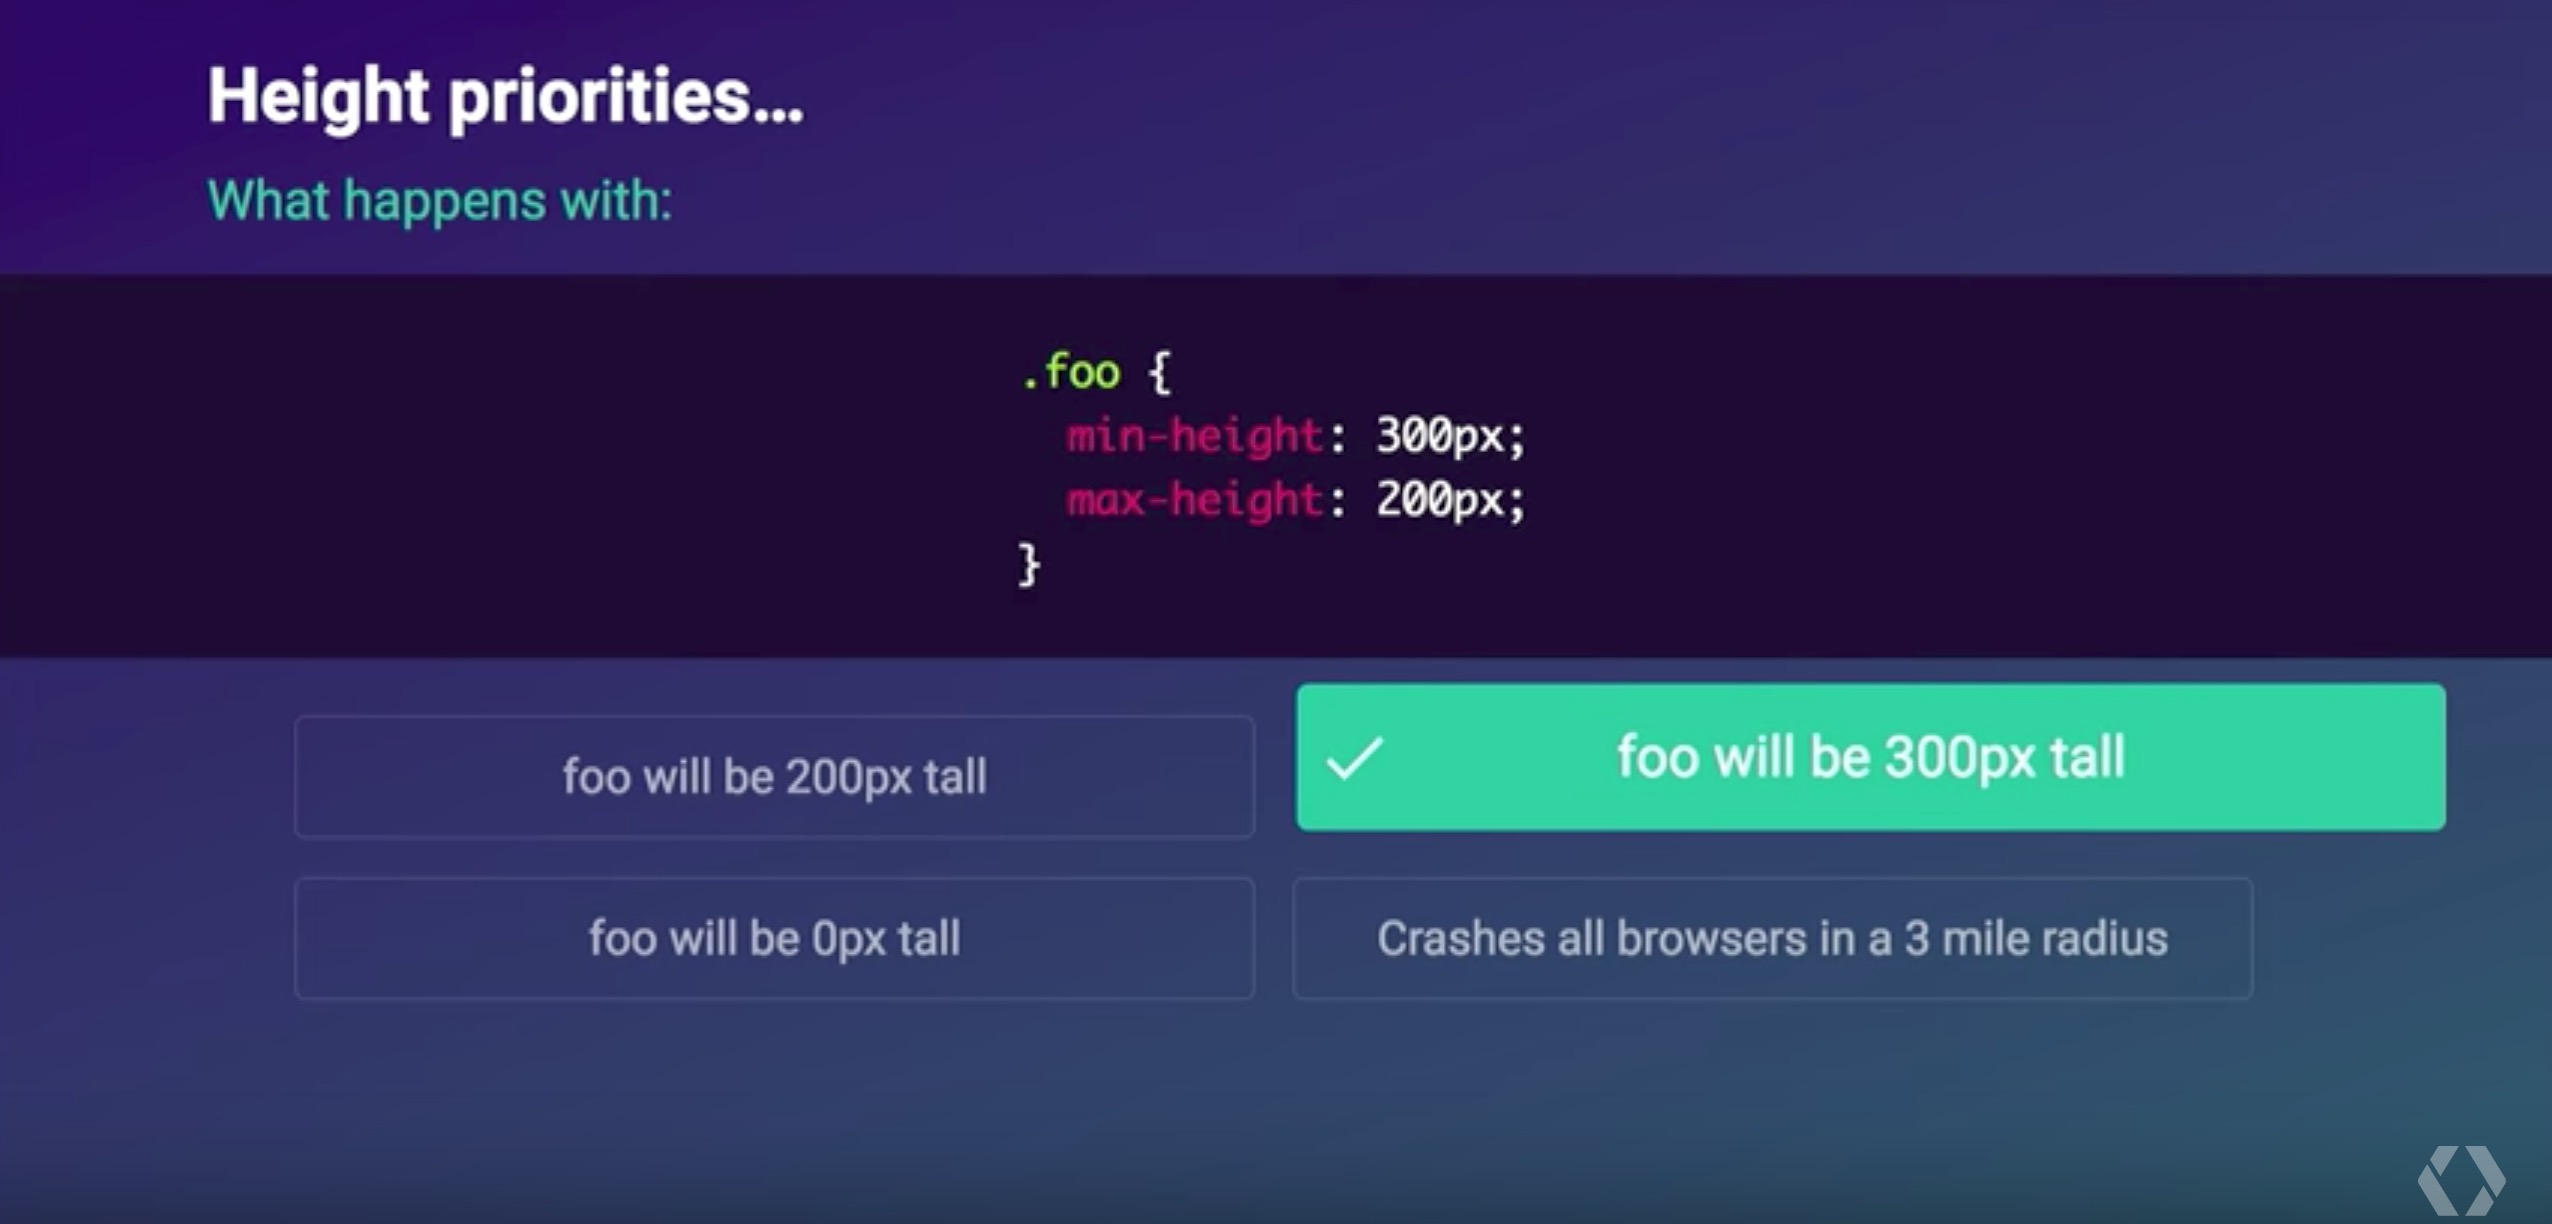 Height priorities...
What happens with:
.foo {
  min-height: 300px;
  max-height: 200px;
}
foo will be 200px tall
foo will be 300px tall
foo will be 0px tall
Crashes all browsers in a 3 mile radius